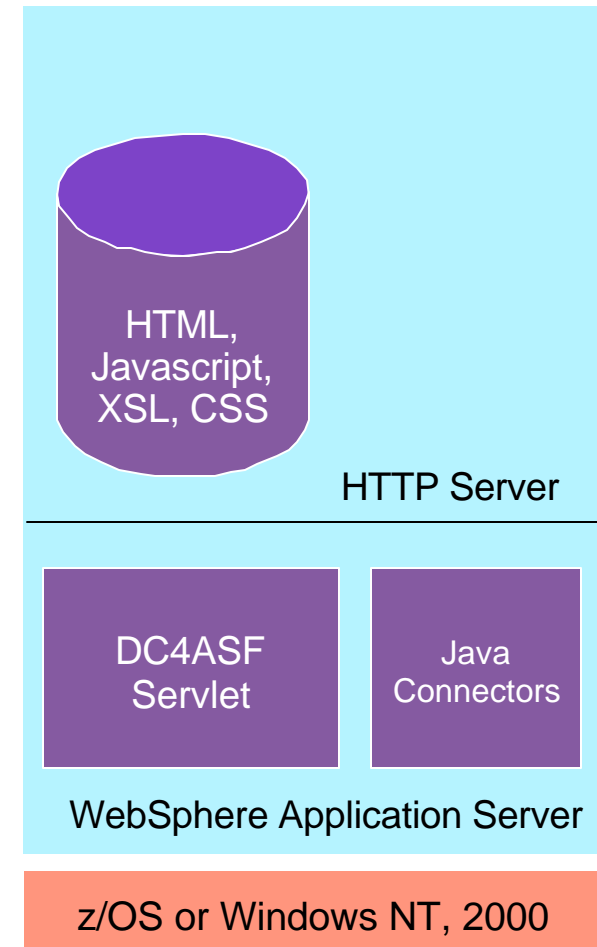 HTML,
Javascript,
XSL, CSS
HTTP Server
DC4ASF
Servlet
Java
Connectors
WebSphere Application Server
z/OS or Windows NT, 2000